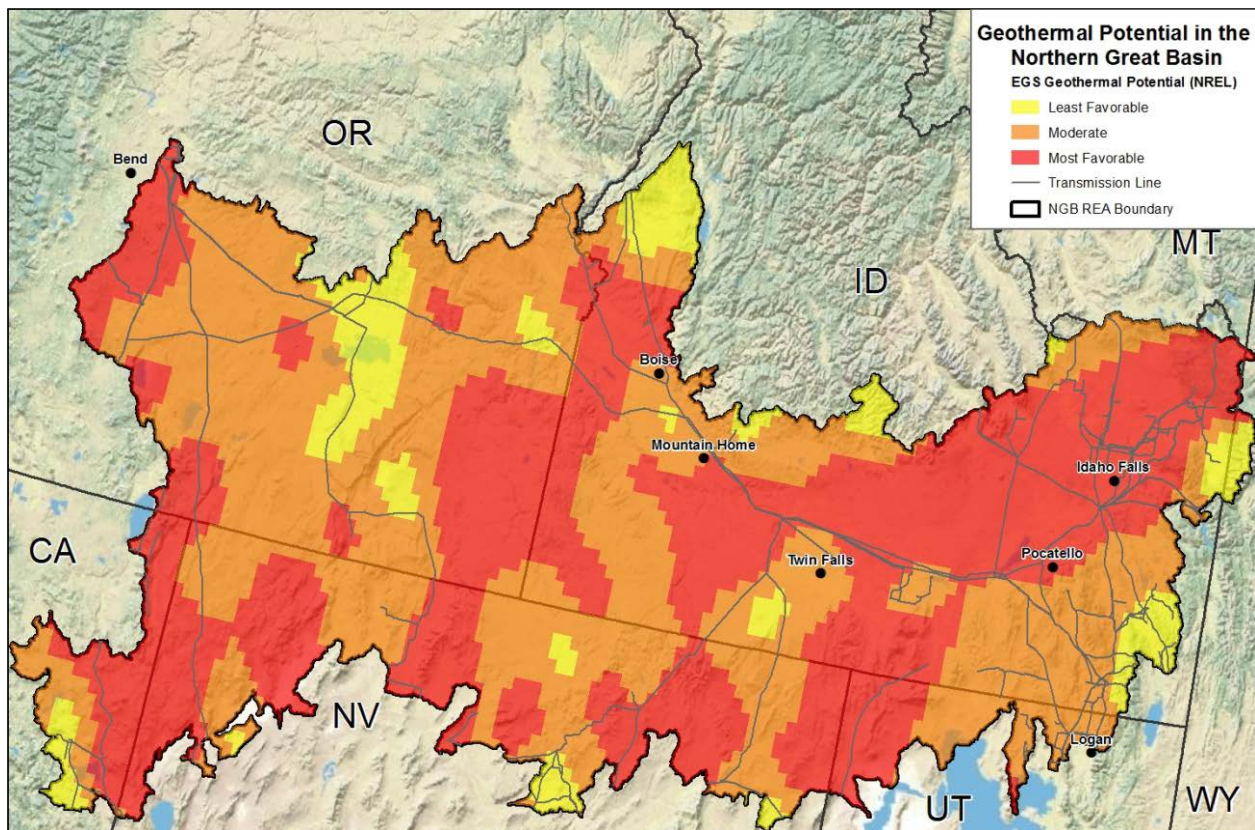 Geothermal Potential in the
Northern Great Basin
EGS Geothermal Potential (NREL)
Least Favorable
Moderate
Most Favorable
Transmission Line
NGB REA Boundary
OR
Bend
MT
ID
Boise
Mountain Home
Idaho Falls
CA
Pocatello
Twin Falls
NV
Logan
UT
WY